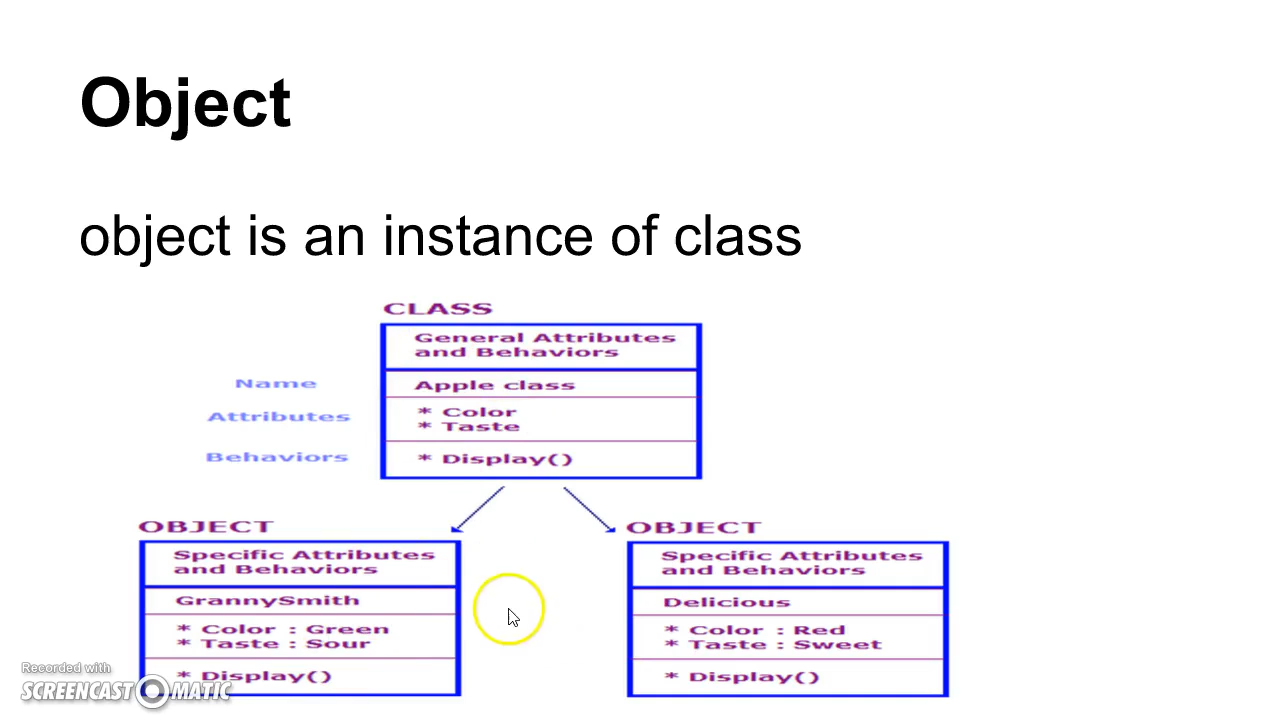 Object
object is an instance of class
CLASS
General Attributes
and Behaviors
Name
Apple class
Attributes
* Color
* Taste
Behaviors
* Display()
OBJECT
Specific Attributes
and Behaviors
GrannySmith
* Color : Green
* Taste : Sour
* Display()
OBJECT
Specific Attributes
and Behaviors
Delicious
* Color : Red
* Taste : Sweet
* Display()
Recorded with
SCREENCAST MATIC